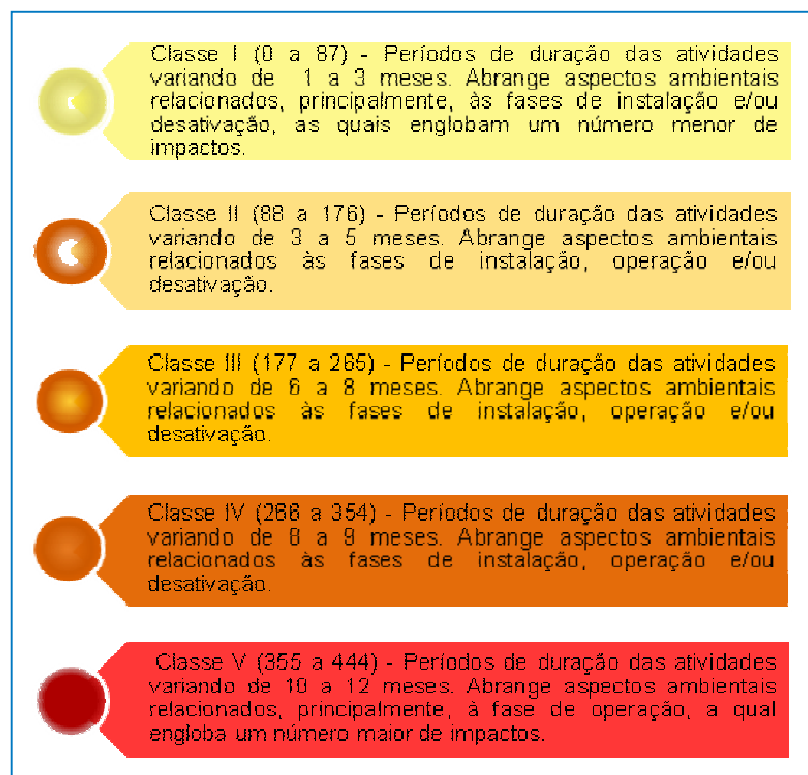 Classe I (0 a 87) - Períodos de duração das atividades
variando de 1 a 3 meses. Abrange aspectos ambientais
relacionados, principalmente, às fases de instalação e/ou
desativação, as quais englobam um número menor de
impactos.
Classe II (88 a 176) - Períodos de duração das atividades
variando de 3 a 5 meses. Abrange aspectos ambientais
relacionados às fases de instalação, operação e/ou
desativação.
Classe III (177 a 265) - Períodos de duração das atividades
variando de 6 a 8 meses. Abrange aspectos ambientais
relacionados às fases de instalação, operação e/ou
desativação.
Classe IV (266 a 354) - Períodos de duração das atividades
variando de 8 a 9 meses. Abrange aspectos ambientais
relacionados às fases de instalação, operação e/ou
desativação.
Classe V (355 a 444) - Períodos de duração das atividades
variando de 10 a 12 meses. Abrange aspectos ambientais
relacionados, principalmente, à fase de operação, a qual
engloba um número maior de impactos.